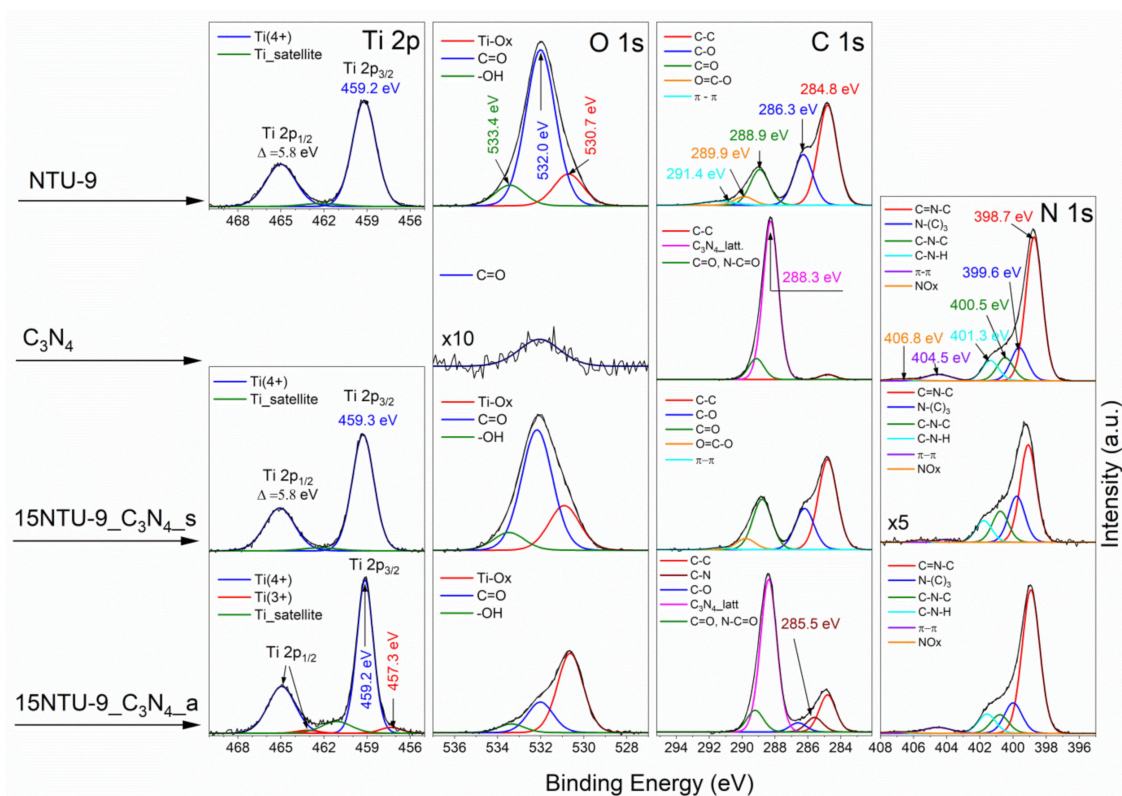 Ti(4+)
Ti_satellite
Ti 2p
Ti 2p3/2
459.2 eV
Ti 2p1/2
Δ =5.8 eV
468 465 462 459 456
O 1s
Ti-Ox
C=O
-OH
533.4 eV
532.0 eV
530.7 eV
C 1s
C-C
C-O
C=O
O=C-O
π - π
284.8 eV
286.3 eV
288.9 eV
289.9 eV
291.4 eV
NTU-9
C=O
x10
C-C
C3N4_latt.
C=O, N-C=O
288.3 eV
N 1s
C=N-C
N-(C)3
C-N-C
C-N-H
π-π
NOx
398.7 eV
399.6 eV
400.5 eV
401.3 eV
406.8 eV
404.5 eV
C3N4
Ti(4+)
Ti_satellite
Ti 2p3/2
459.3 eV
Ti 2p1/2
Δ =5.8 eV
Ti-Ox
C=O
-OH
C-C
C-O
C=O
O=C-O
π−π
C=N-C
N-(C)3
C-N-C
C-N-H
π−π
NOx
x5
15NTU-9_C3N4_s
Ti(4+)
Ti(3+)
Ti_satellite
Ti 2p3/2
Ti 2p1/2
459.2 eV
457.3 eV
468 465 462 459 456
Ti-Ox
C=O
-OH
536 532 528
C-C
C-N
C-O
C3N4_latt
C=O, N-C=O
285.5 eV
294 292 290 288 286 284
C=N-C
N-(C)3
C-N-C
C-N-H
π−π
NOx
408 405 402 400 398 396
15NTU-9_C3N4_a
Intensity (a.u.)
Binding Energy (eV)